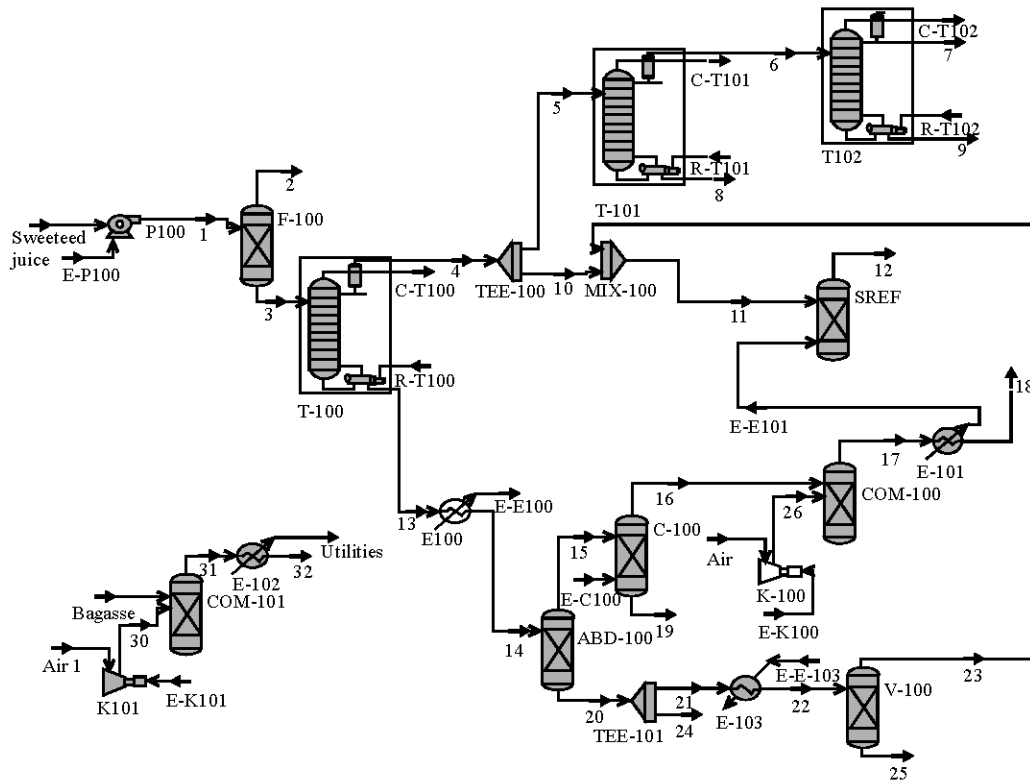 C-T102
7
6
C-T101
5
R-T102
T102
9
R-T101
8
2
F-100
T-101
P100
1
Sweeteed
juice
E-P100
4
C-T100
TEE-100
10
MIX-100
12
SREF
3
11
R-T100
T-100
18
E-E101
17
E-101
16
COM-100
13
E-E100
E100
C-100
26
15
Air
Utilities
31
32
E-102
COM-101
E-C100
K-100
Bagasse
30
19
E-K100
14
ABD-100
Air 1
E-E-103
23
V-100
K101
E-K101
21
22
20
E-103
TEE-101
24
25